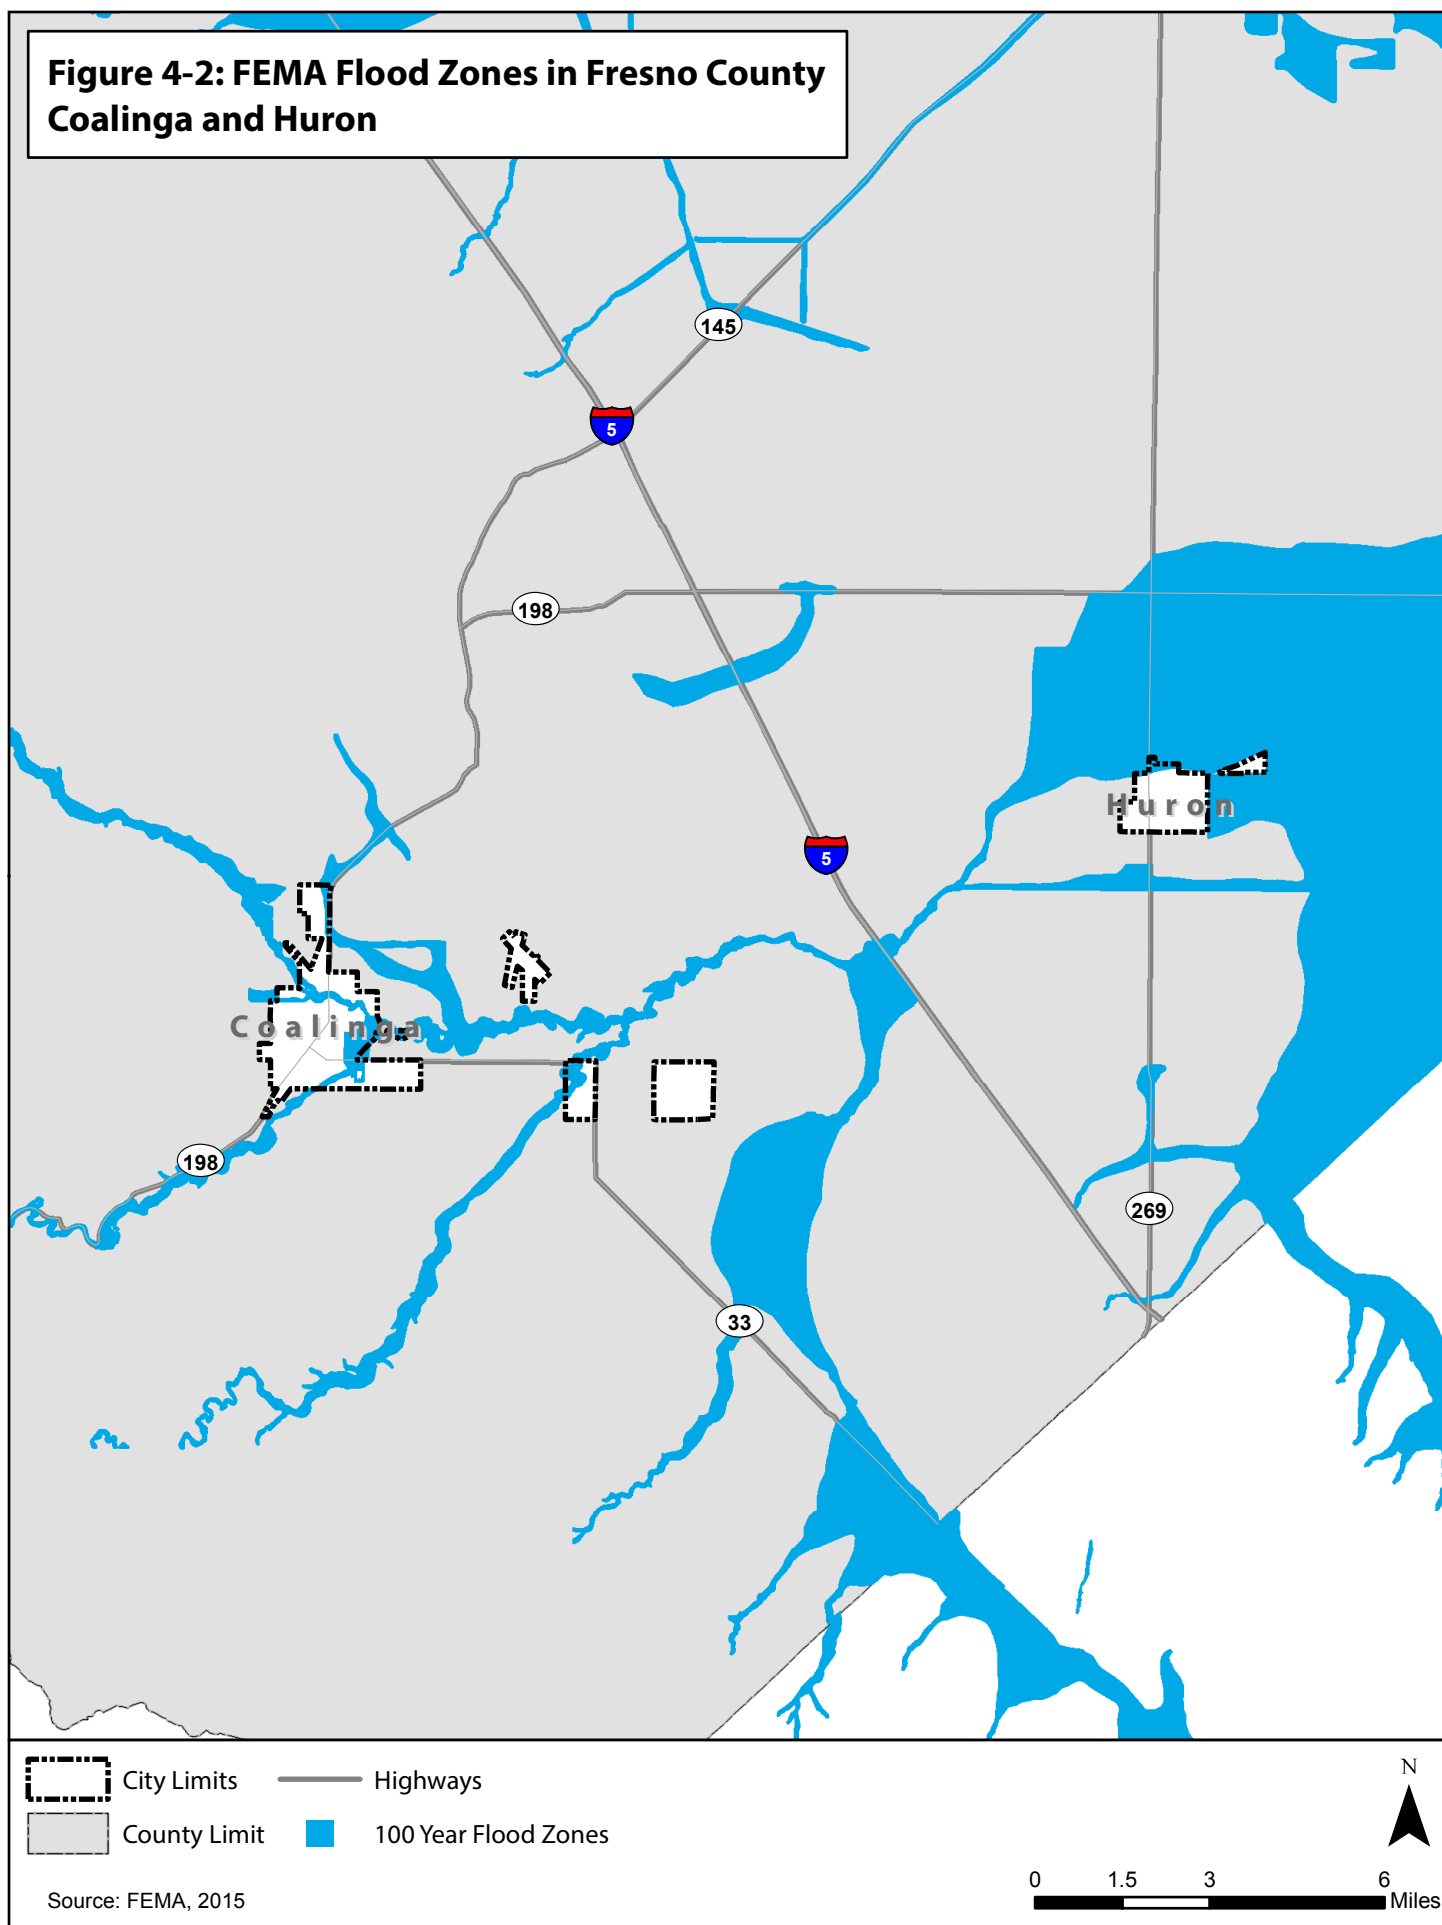 Figure 4-2: FEMA Flood Zones in Fresno County
Coalinga and Huron
145
5
198
Huron
5
Coalinga
198
269
33
City Limits
Highways
County Limit
100 Year Flood Zones
Source: FEMA, 2015
N
0 1.5 3 6
Miles